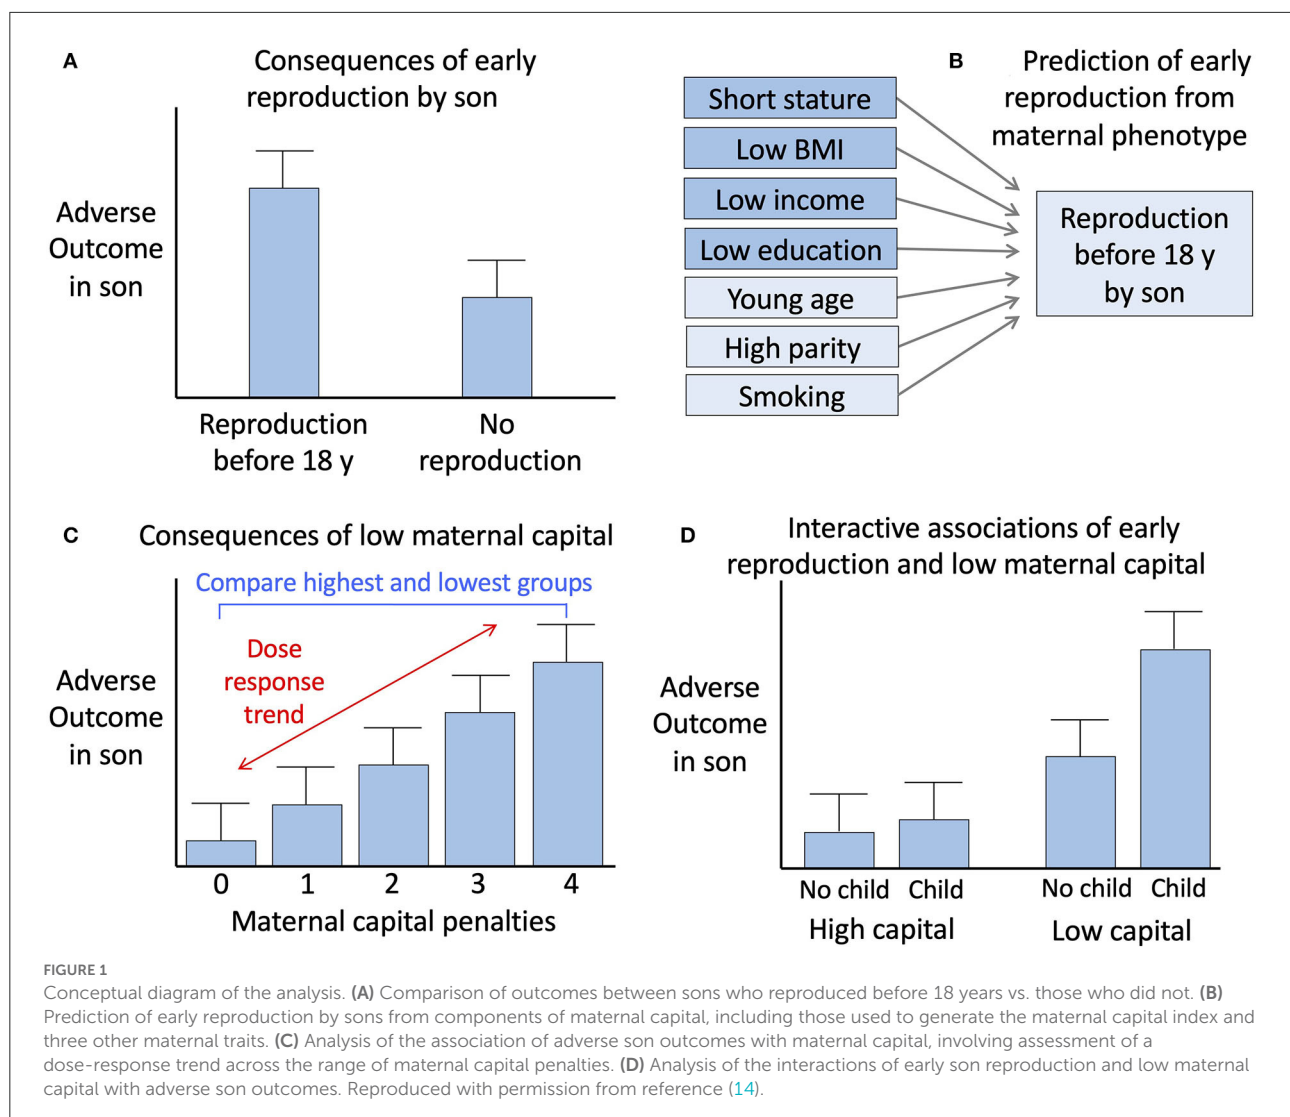 A
Consequences of early
reproduction by son
Adverse
Outcome
in son
Reproduction
before 18 y
No
reproduction
B
Prediction of early
reproduction from
maternal phenotype
Short stature
Low BMI
Low income
Low education
Young age
High parity
Smoking
Reproduction
before 18 y
by son
C
Consequences of low maternal capital
Compare highest and lowest groups
Dose
response
trend
Adverse
Outcome
in son
0 1 2 3 4
Maternal capital penalties
D
Interactive associations of early
reproduction and low maternal capital
Adverse
Outcome
in son
No child Child No child Child
High capital Low capital
FIGURE 1
Conceptual diagram of the analysis. (A) Comparison of outcomes between sons who reproduced before 18 years vs. those who did not. (B)
Prediction of early reproduction by sons from components of maternal capital, including those used to generate the maternal capital index and
three other maternal traits. (C) Analysis of the association of adverse son outcomes with maternal capital, involving assessment of a
dose-response trend across the range of maternal capital penalties. (D) Analysis of the interactions of early son reproduction and low maternal
capital with adverse son outcomes. Reproduced with permission from reference (14).